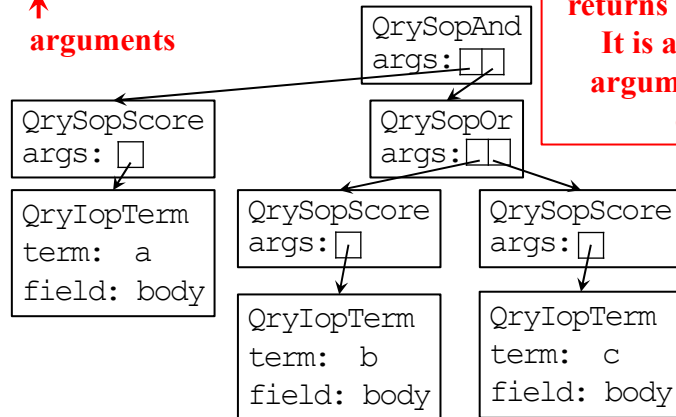 arguments
returns
It is a
argum
QrySopAnd
args:
QrySopScore
args:
QrySopOr
args:
QryIopTerm
term: a
field: body
QrySopScore
args:
QrySopScore
args:
QryIopTerm
term: b
field: body
QryIopTerm
term: c
field: body